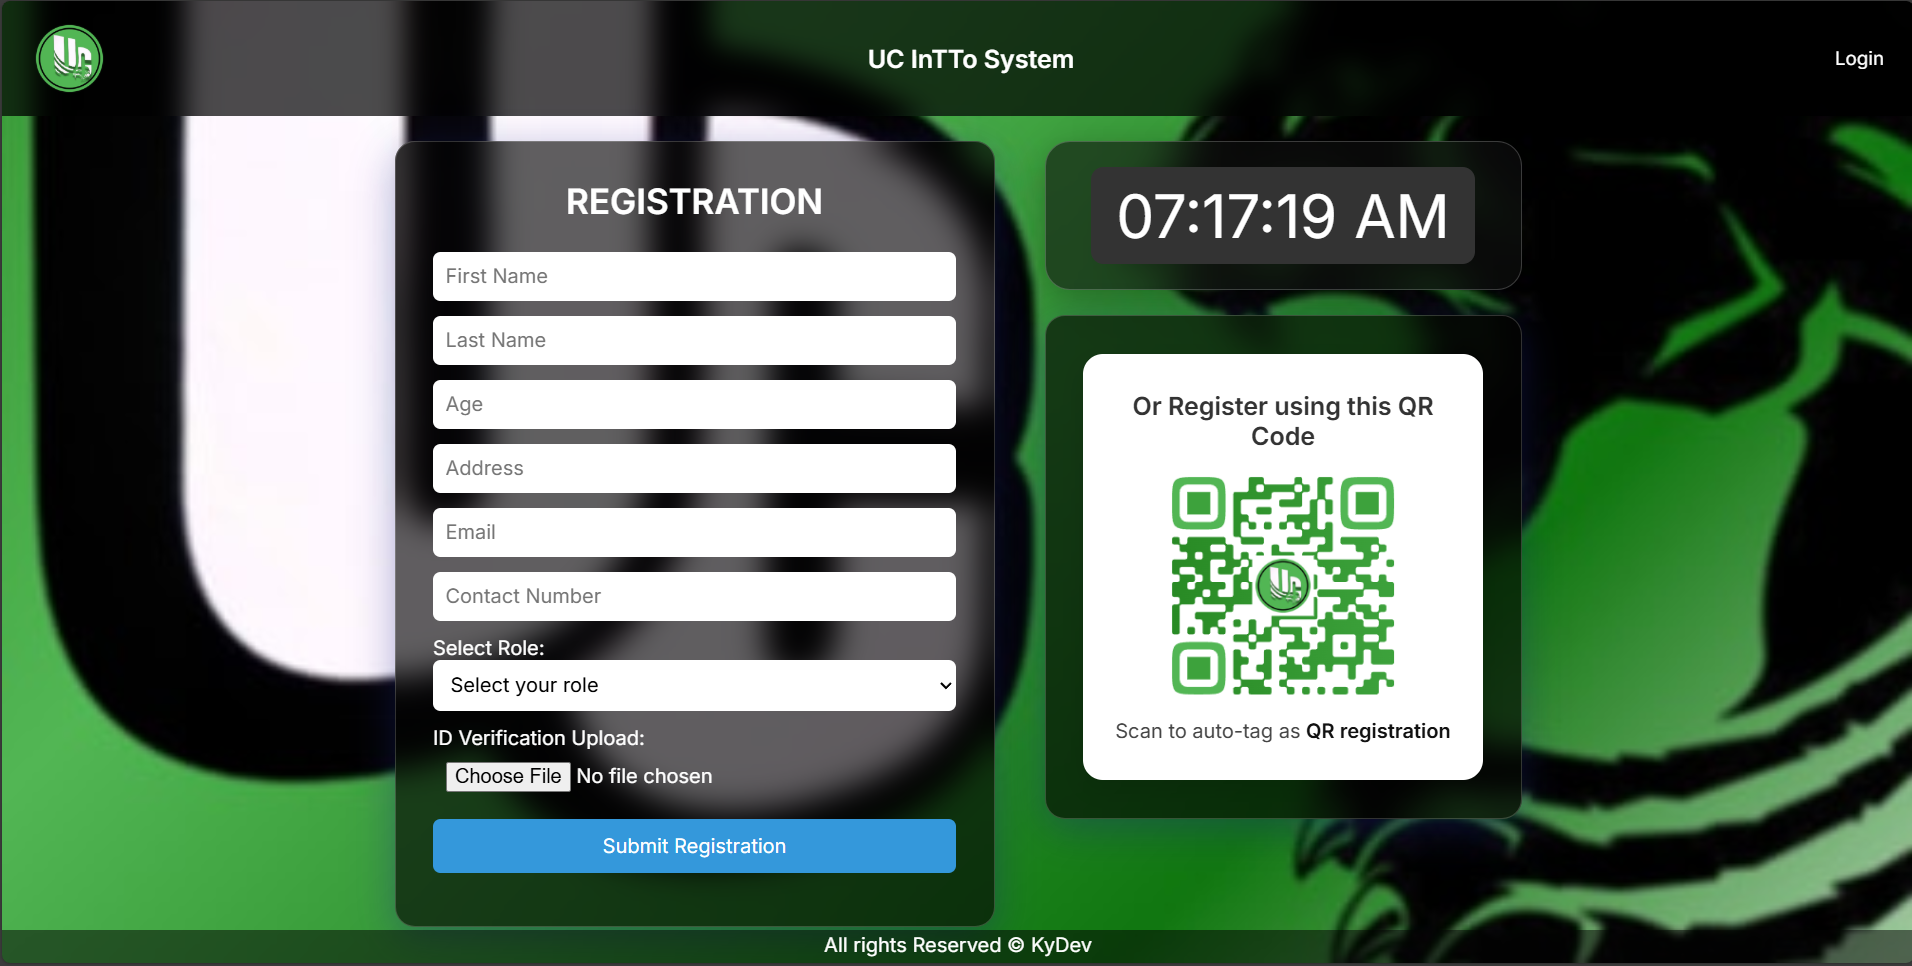 UC InTTo System
Login
REGISTRATION
First Name
Last Name
Age
Address
Email
Contact Number
Select Role:
Select your role
ID Verification Upload:
Choose File No file chosen
Submit Registration
07:17:19 AM
Or Register using this QR
Code
Scan to auto-tag as QR registration
All rights Reserved © KyDev